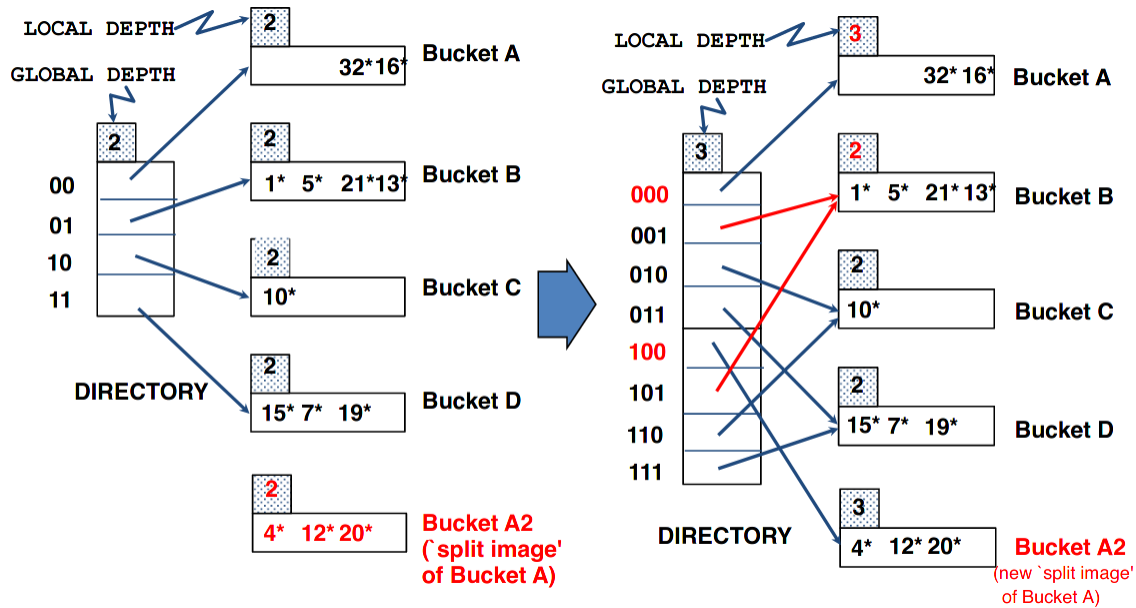 LOCAL DEPTH
GLOBAL DEPTH
2
00
01
10
11
DIRECTORY
2
32* 16*
Bucket A
2
1* 5* 21* 13*
Bucket B
2
10*
Bucket C
2
15* 7* 19*
Bucket D
2
4* 12* 20*
Bucket A2
(`split image'
of Bucket A)
LOCAL DEPTH
GLOBAL DEPTH
3
000
001
010
011
100
101
110
111
DIRECTORY
3
32* 16*
Bucket A
2
1* 5* 21* 13*
Bucket B
2
10*
Bucket C
2
15* 7* 19*
Bucket D
3
4* 12* 20*
Bucket A2
(new `split image'
of Bucket A)